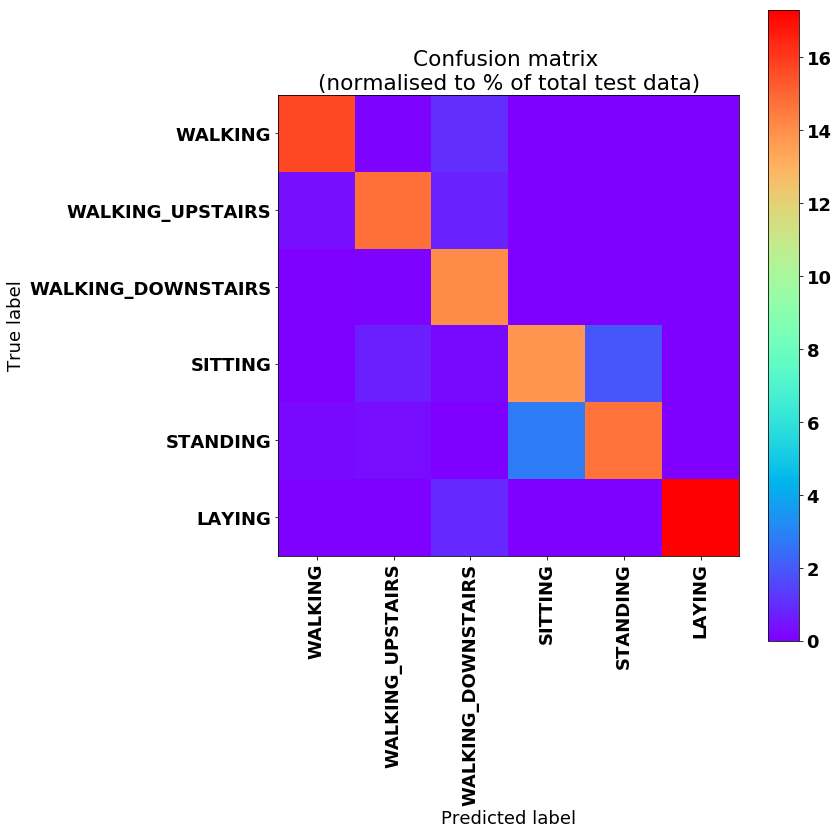 Confusion matrix
(normalised to % of total test data)
True label
WALKING
WALKING_UPSTAIRS
WALKING_DOWNSTAIRS
SITTING
STANDING
LAYING
WALKING
WALKING_UPSTAIRS
WALKING_DOWNSTAIRS
SITTING
STANDING
LAYING
Predicted label
16
14
12
10
8
6
4
2
0